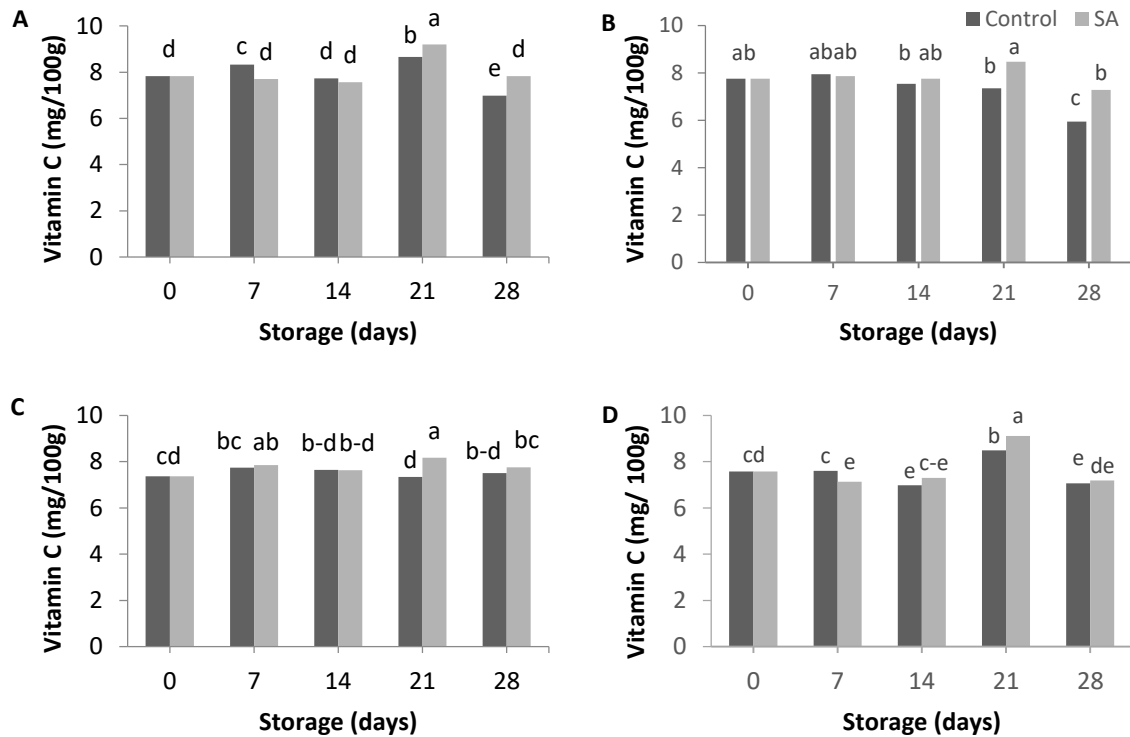 A
Vitamin C (mg/100g)
10
8
6
4
2
0
d
c d
d d
b a
e d
0 7 14 21 28
Storage (days)
B
Control SA
Vitamin C (mg/100g)
10
8
6
4
2
0
ab
ab ab
b ab
b a
c b
0 7 14 21 28
Storage (days)
C
Vitamin C (mg/100g)
10
8
6
4
2
0
cd
bc ab
b-d b-d
d a
b-d bc
0 7 14 21 28
Storage (days)
D
Vitamin C (mg/ 100g)
10
8
6
4
2
0
cd
c e
e c-e
b a
e de
0 7 14 21 28
Storage (days)